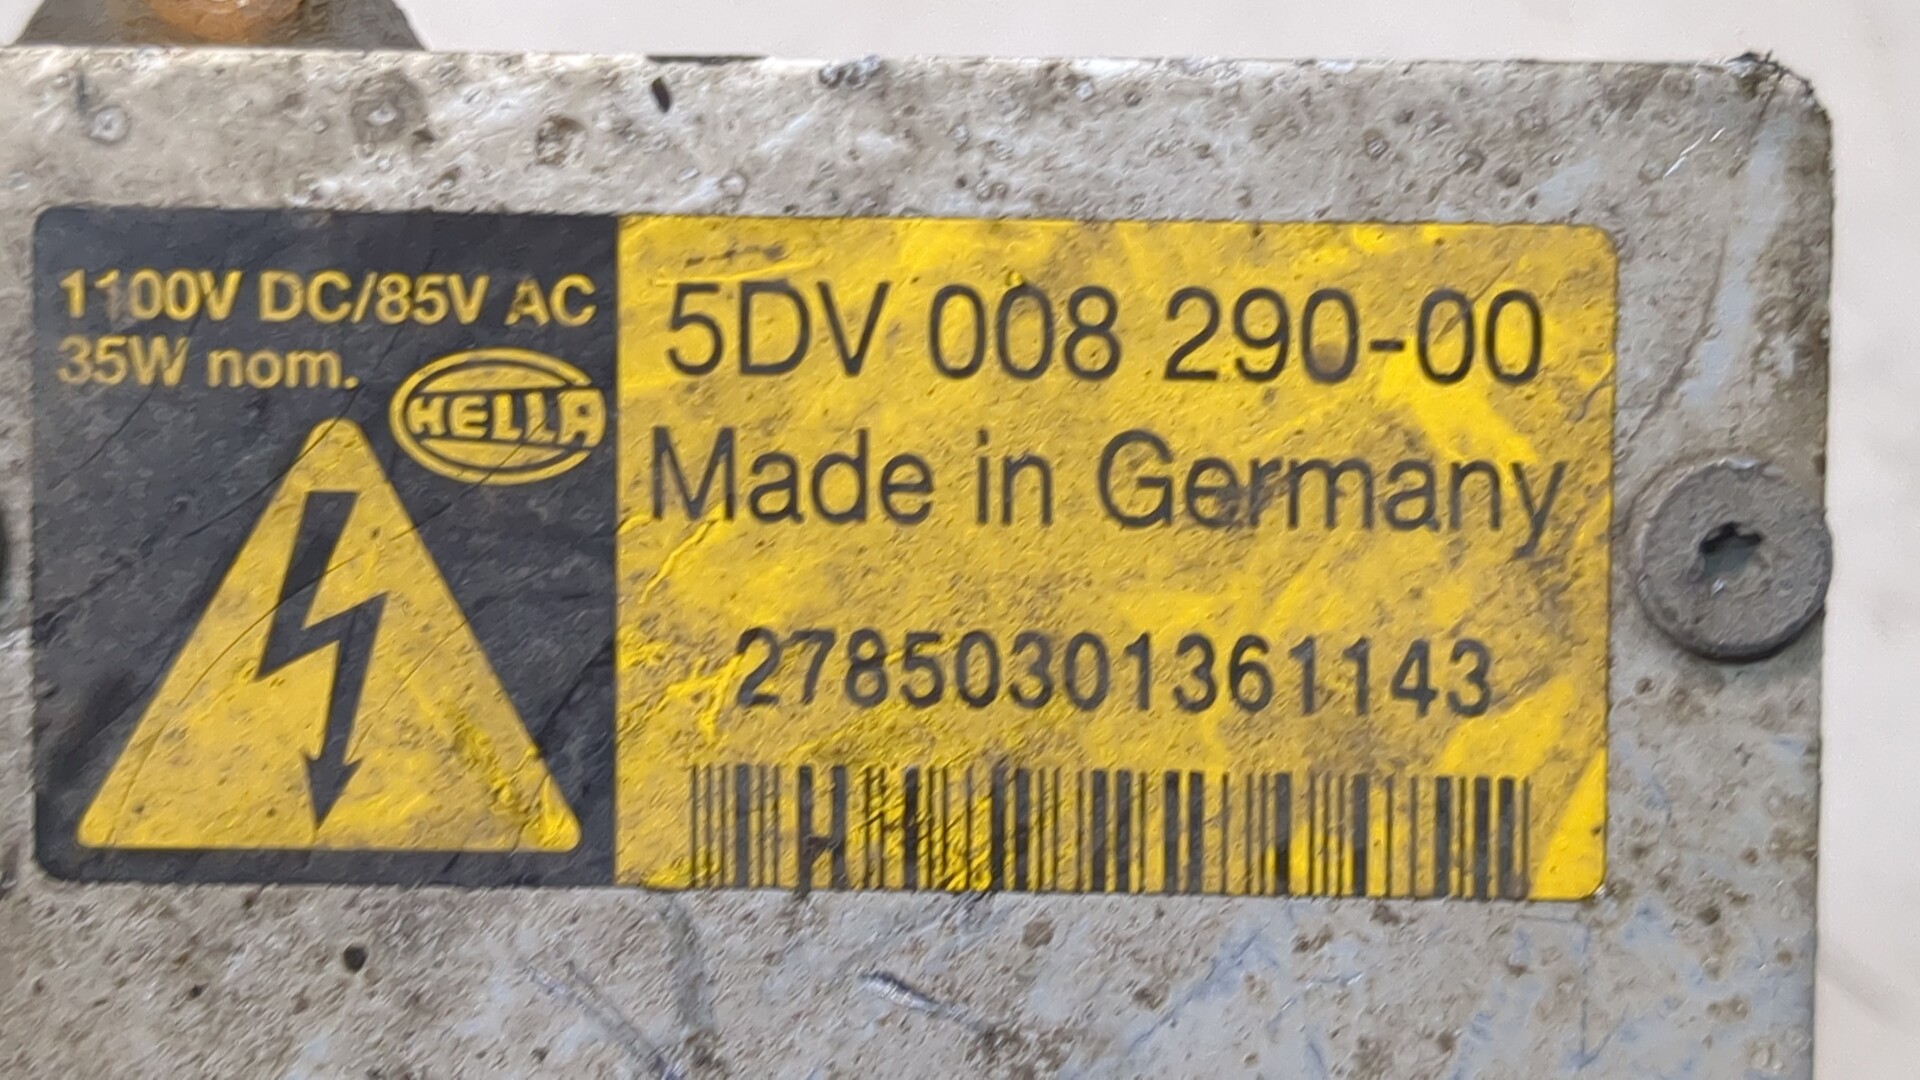 1100V DC/85V AC
35W nom.
HELLA
5DV 008 290-00
Made in Germany
27850301361143